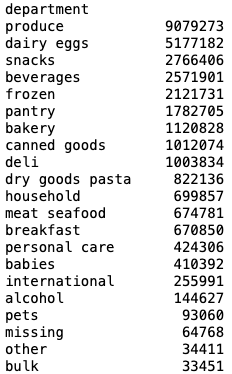 department
produce 9079273
dairy eggs 5177182
snacks 2766406
beverages 2571901
frozen 2121731
pantry 1782705
bakery 1120828
canned goods 1012074
deli 1003834
dry goods pasta 822136
household 699857
meat seafood 674781
breakfast 670850
personal care 424306
babies 410392
international 255991
alcohol 144627
pets 93060
missing 64768
other 34411
bulk 33451